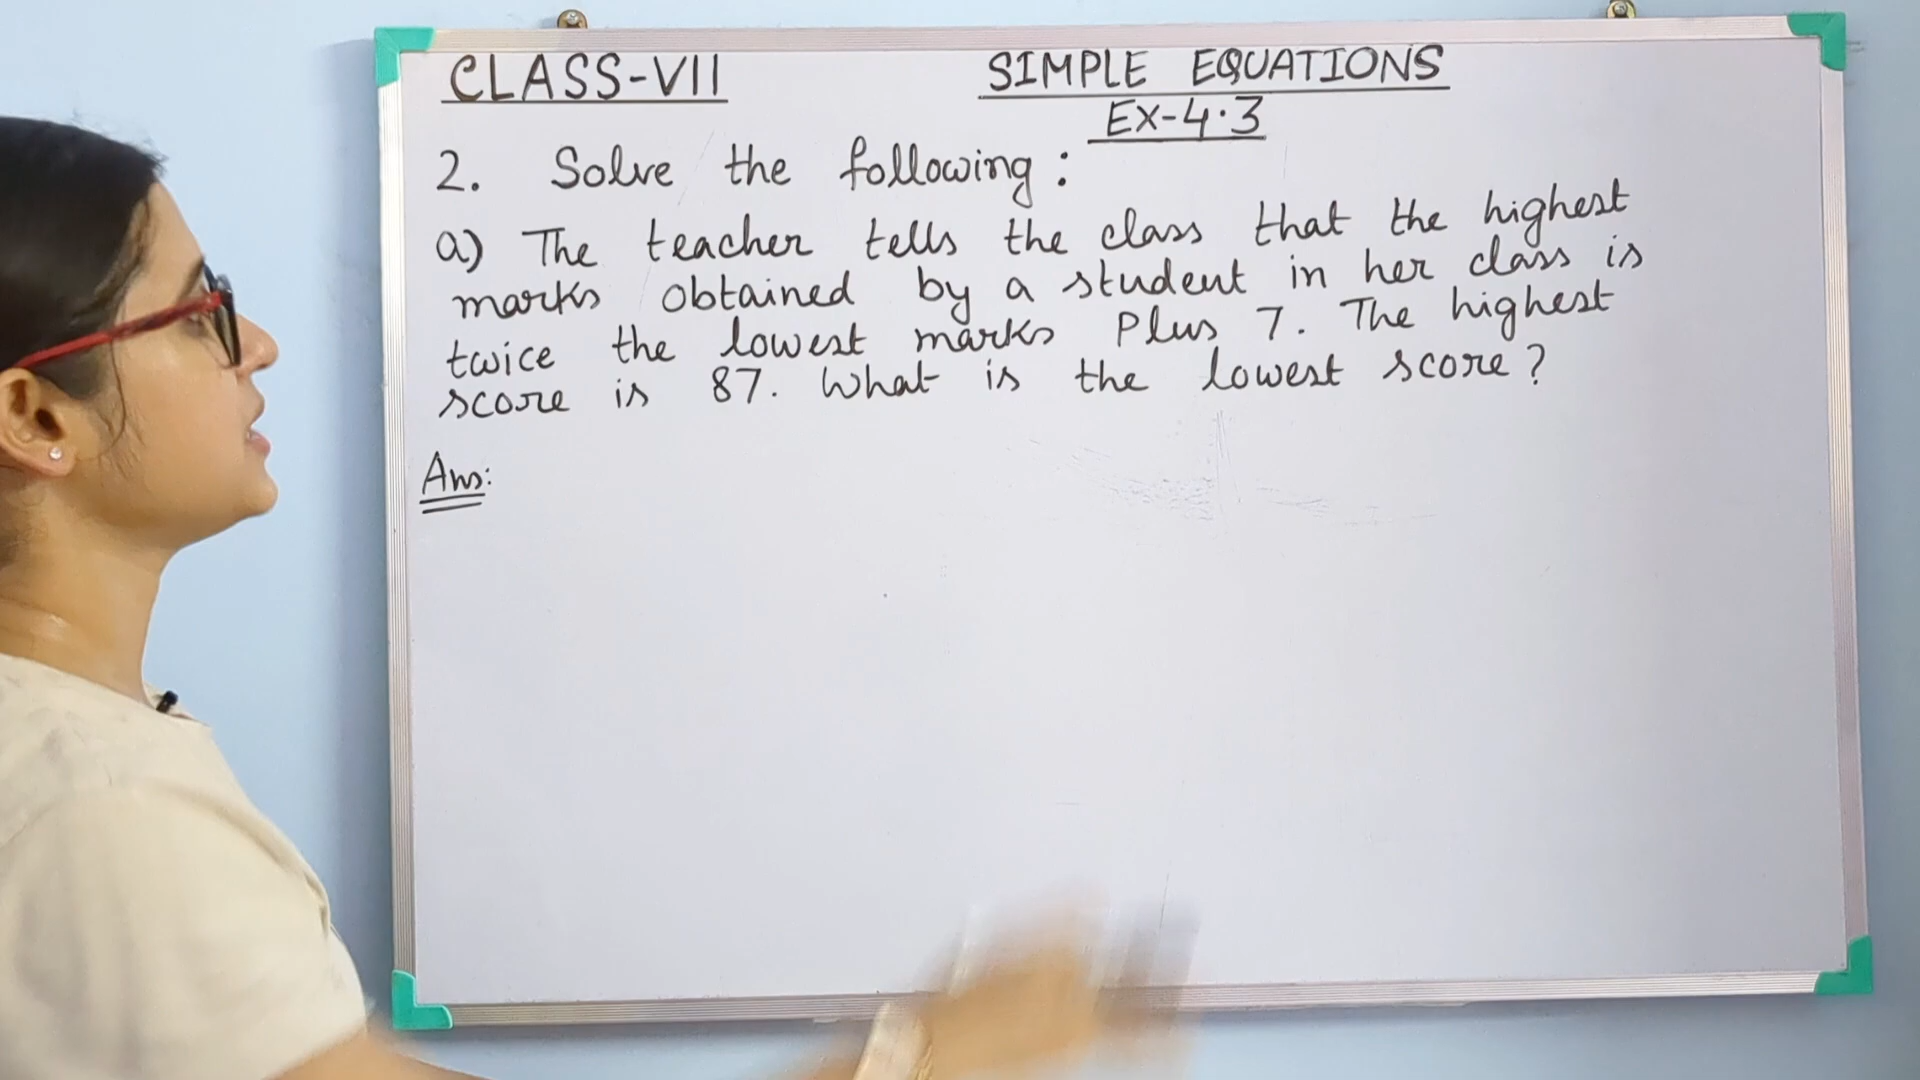 CLASS-VII
SIMPLE EQUATIONS
EX-4.3
2. Solve the following:
a) The teacher tells the class that the highest
marks obtained by a student in her class is
twice the lowest marks Plus 7. The highest
score is 87. What is the lowest score?
Ans: